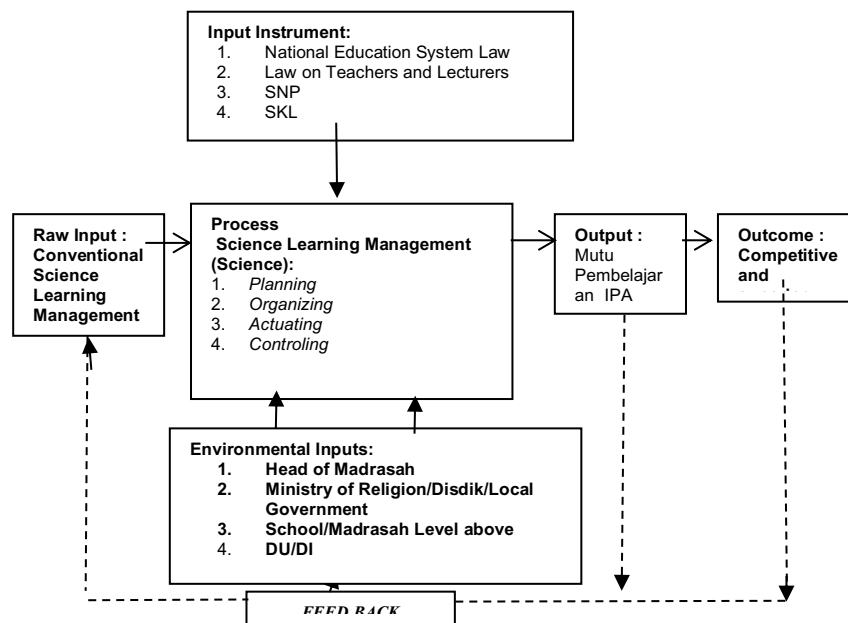 Input Instrument:
1. National Education System Law
2. Law on Teachers and Lecturers
3. SNP
4. SKL
Raw Input :
Conventional
Science
Learning
Management
Process
Science Learning Management
(Science):
1. Planning
2. Organizing
3. Actuating
4. Controling
Output :
Mutu
Pembelajar
an IPA
Outcome :
Competitive
and
Environmental Inputs:
1. Head of Madrasah
2. Ministry of Religion/Disdik/Local
Government
3. School/Madrasah Level above
4. DU/DI
FEED BACK